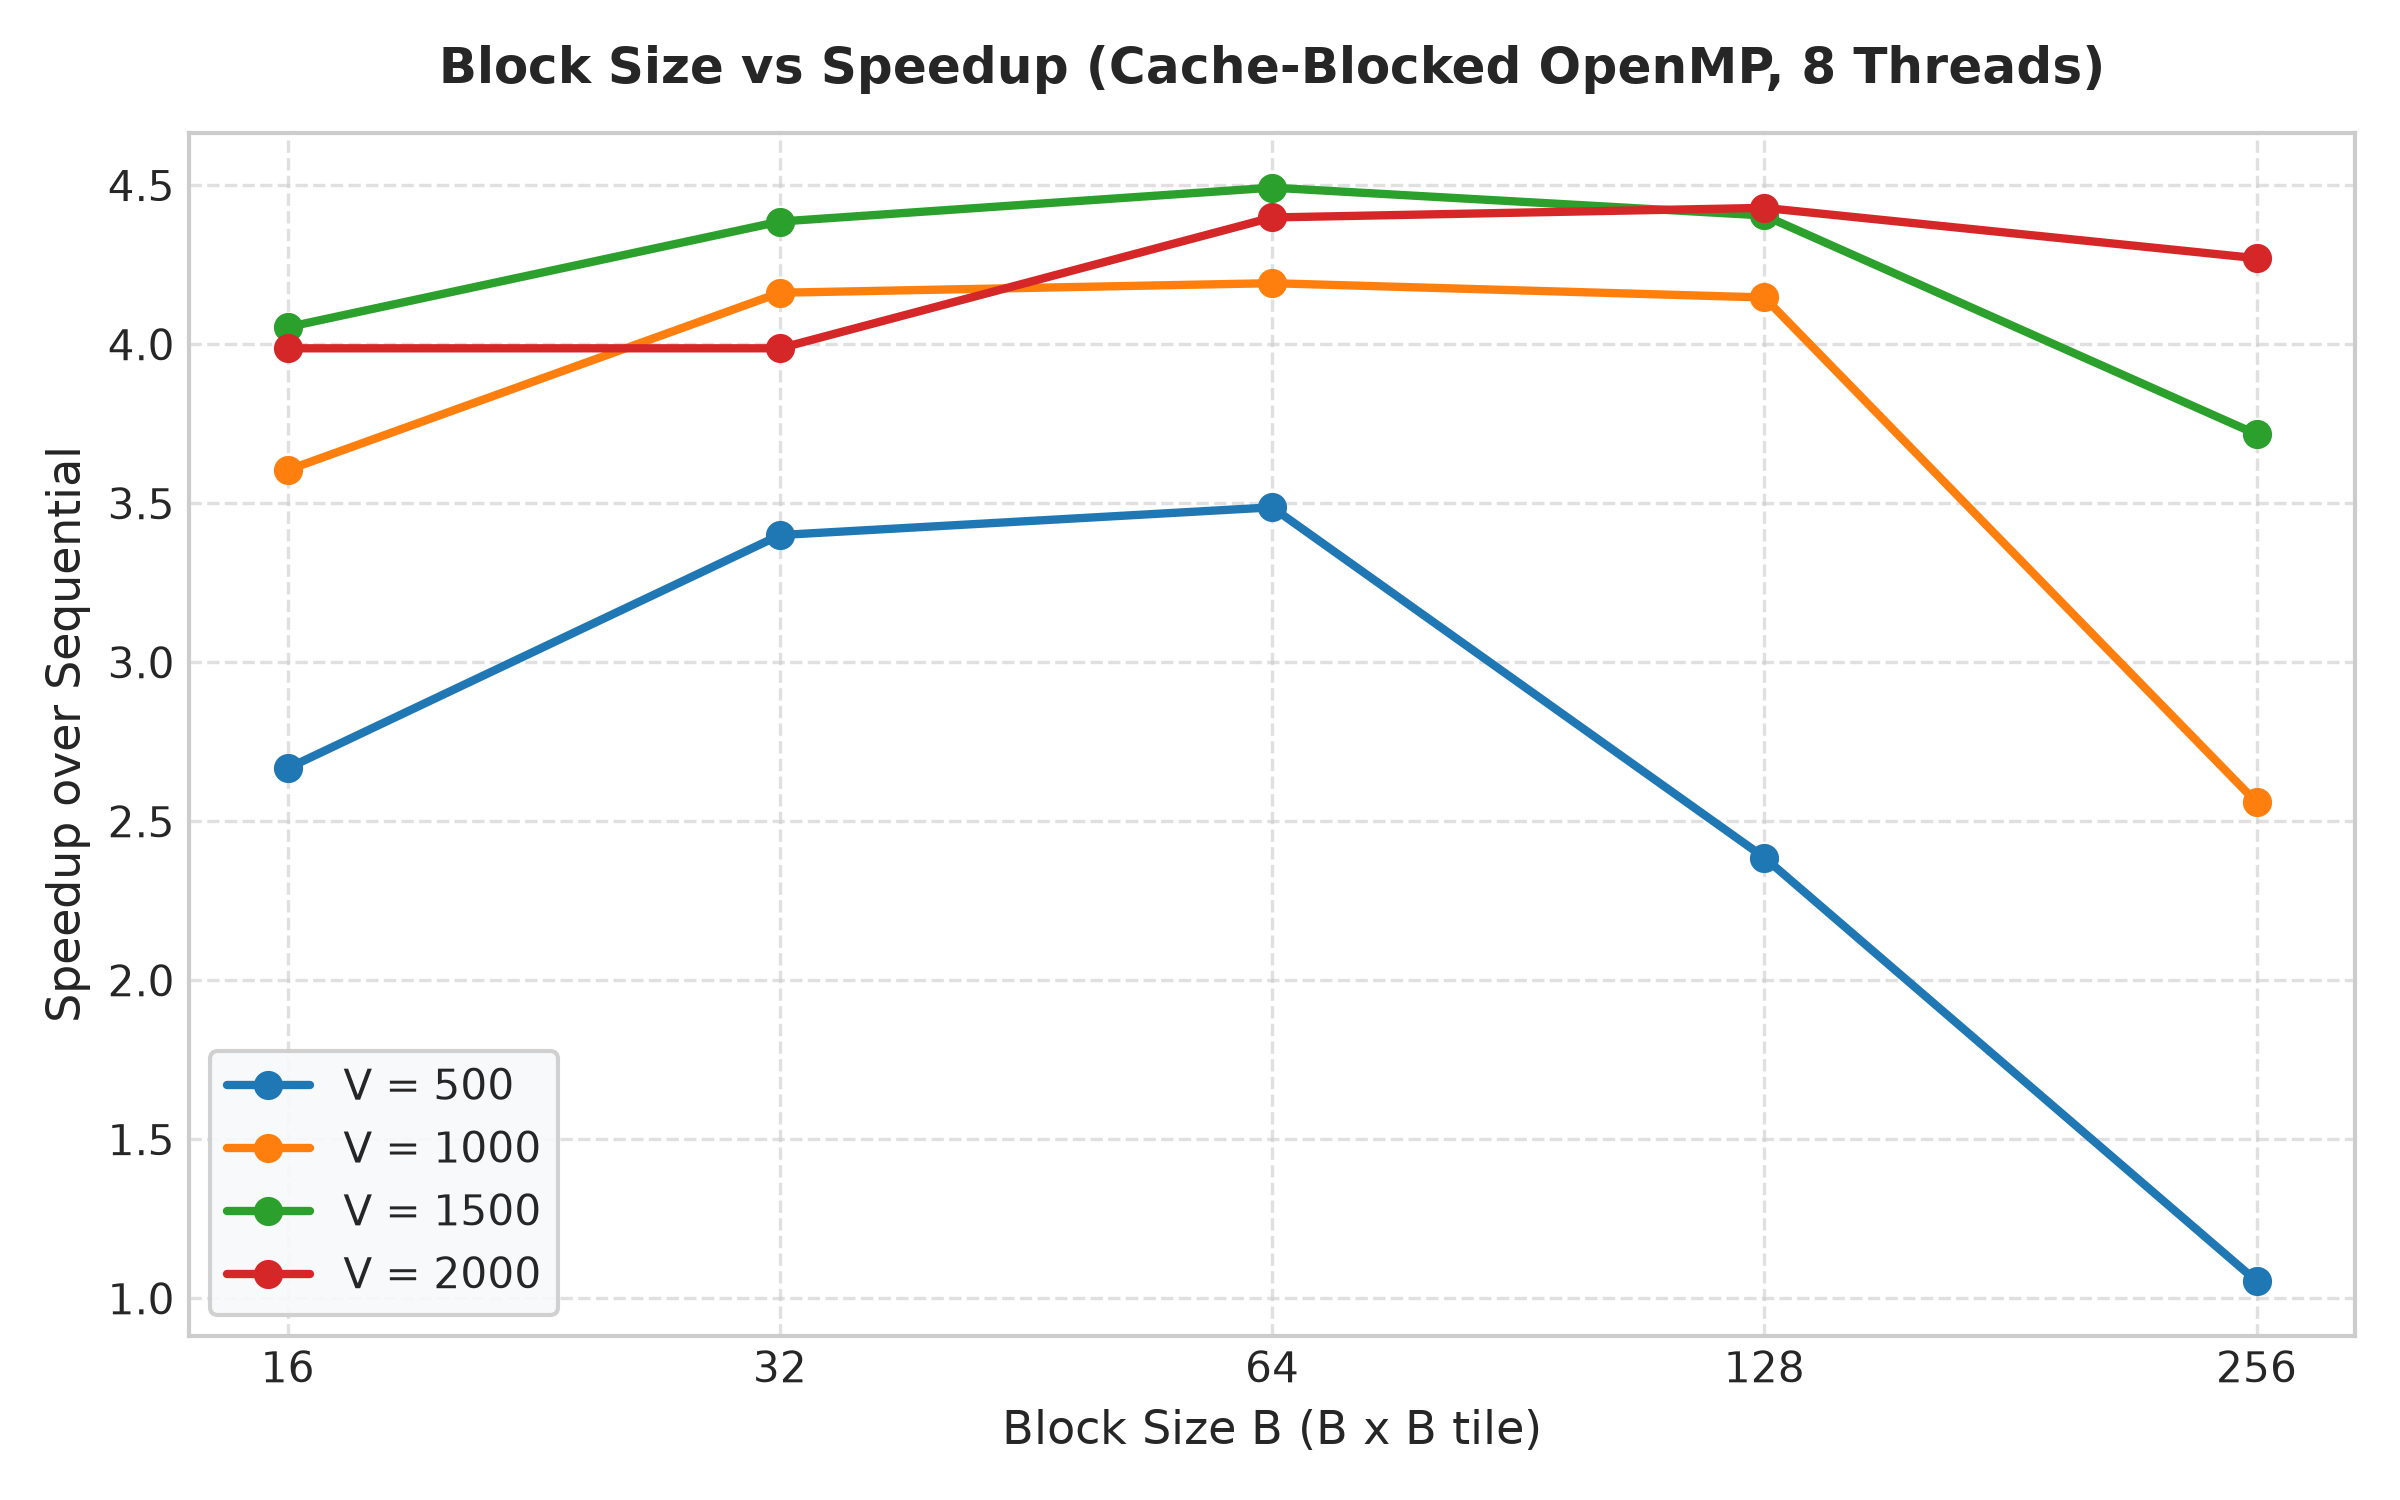 Block Size vs Speedup (Cache-Blocked OpenMP, 8 Threads)
Speedup over Sequential
4.5
4.0
3.5
3.0
2.5
2.0
1.5
1.0
V = 500
V = 1000
V = 1500
V = 2000
16 32 64 128 256
Block Size B (B x B tile)